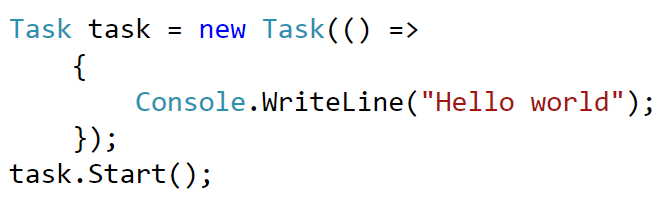 Task task = new Task(() =>
    {
        Console.WriteLine("Hello world");
    });
task.Start();